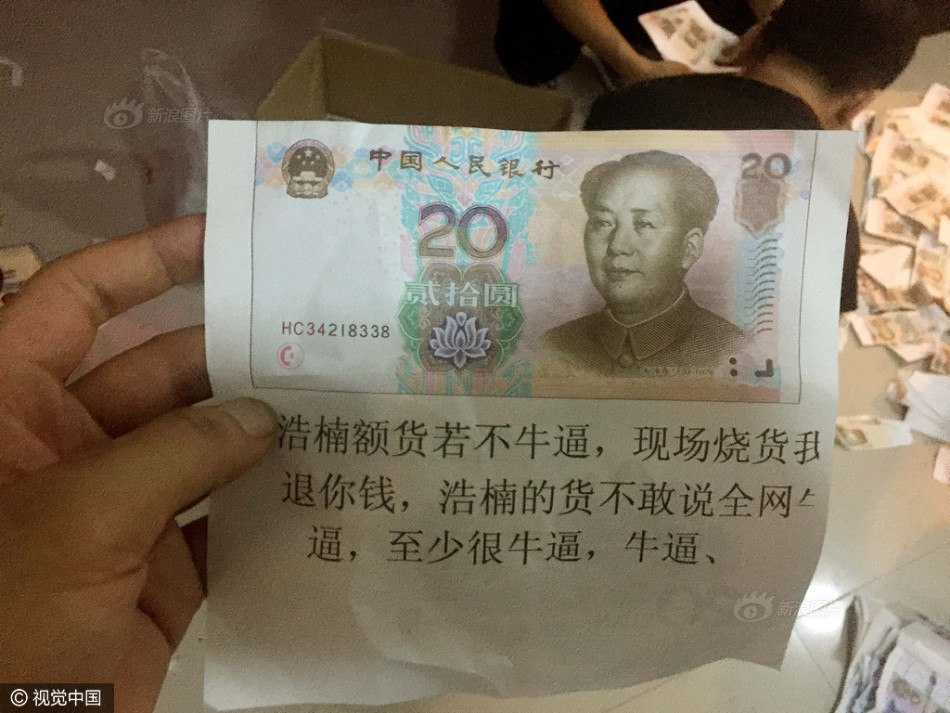 新浪图片
中国人民银行
20
20
贰拾圆
HC34218338
浩楠额货若不牛逼，现场烧货我
退你钱，浩楠的货不敢说全网牛
逼，至少很牛逼，牛逼、
新浪图片
©视觉中国